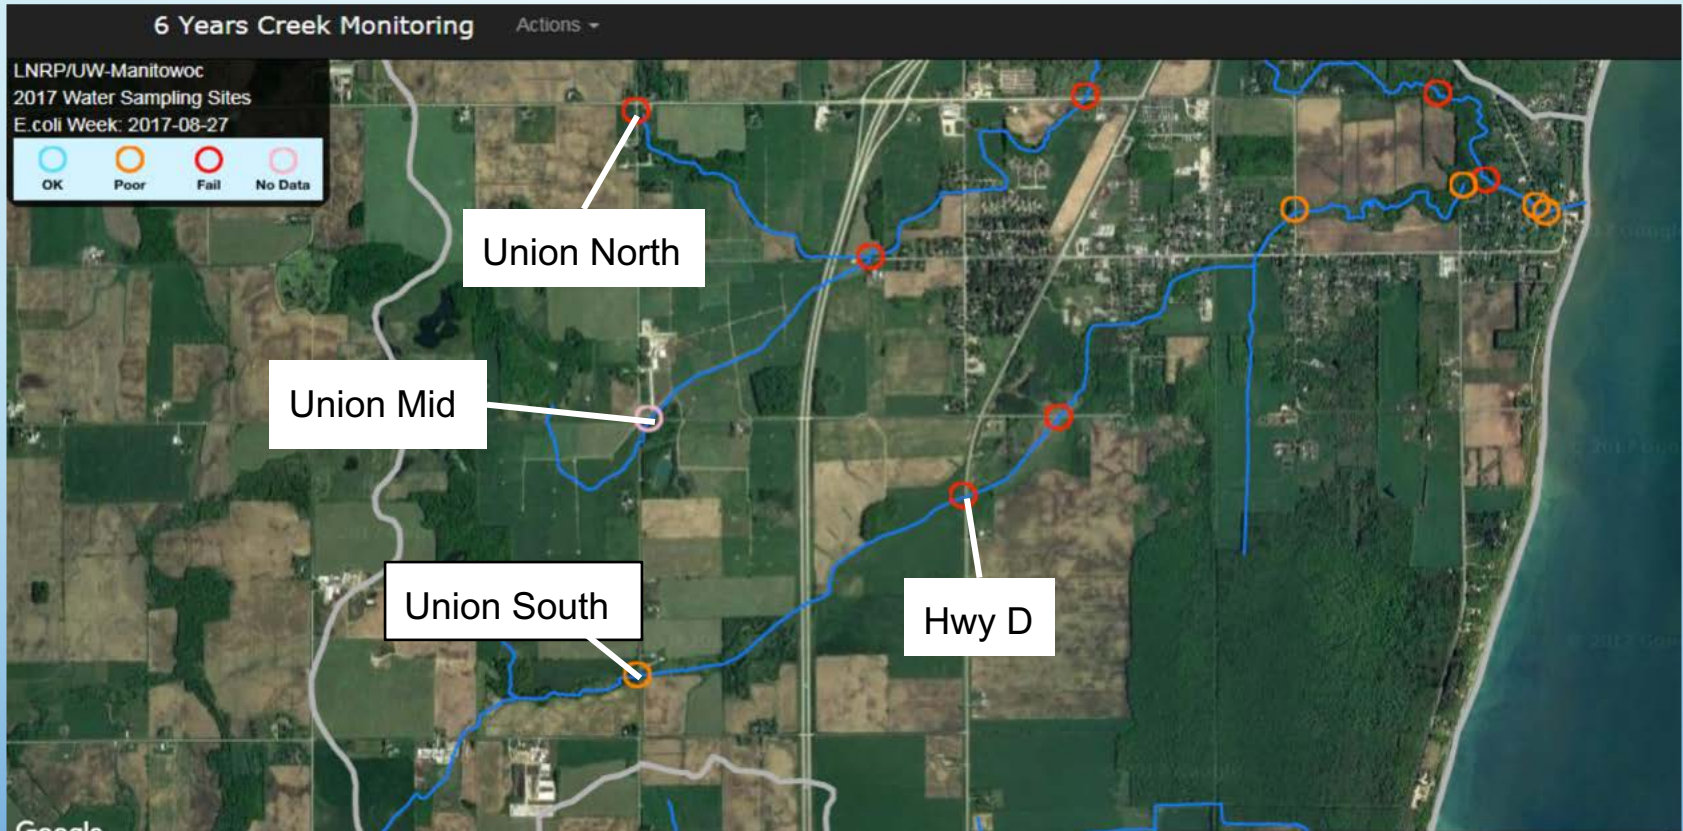 6 Years Creek Monitoring Actions
LNRP/UW-Manitowoc
2017 Water Sampling Sites
E.coli Week: 2017-08-27
OK Poor Fail No Data
Union North
Union Mid
Union South
Hwy D
Google